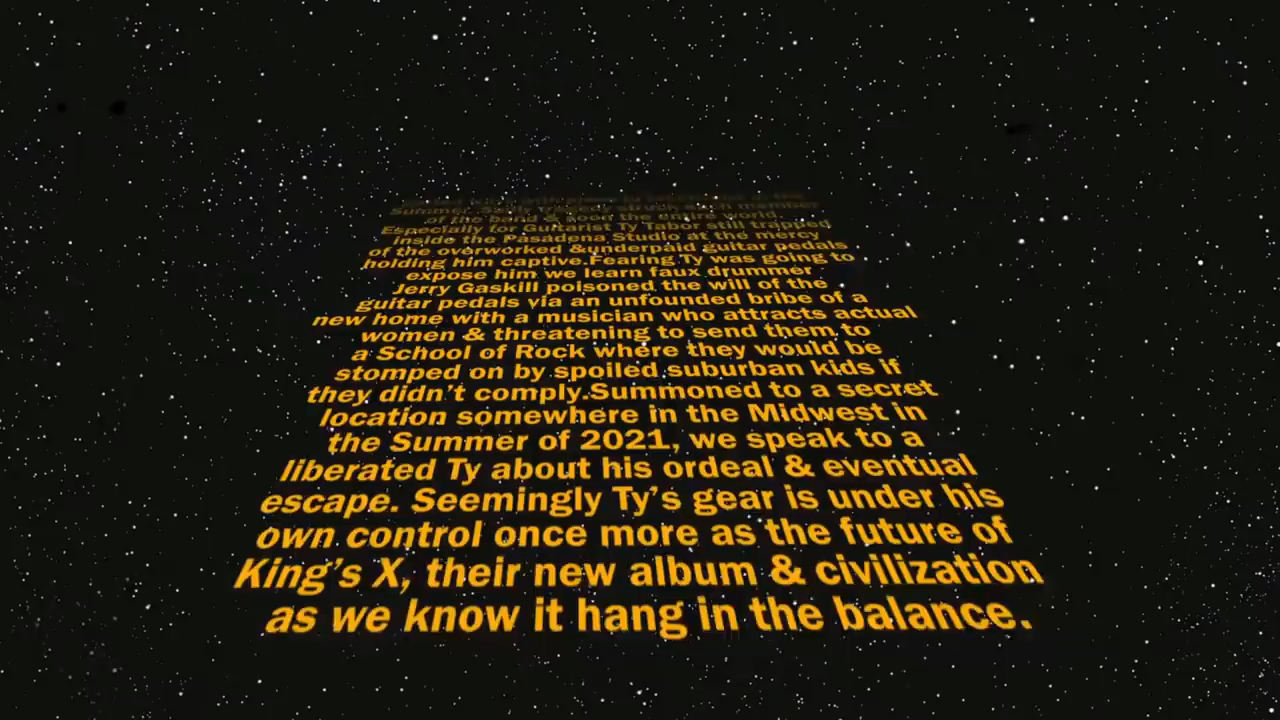 Summer
of the band & soon the entire world
Especially for Guitarist Ty Tabor still trapped
inside the Pasadena Studio at the mercy
of the overworked &underpaid guitar pedals
holding him captive.Fearing Ty was going to
expose him we learn faux drummer
Jerry Gaskill poisoned the will of the
guitar pedals via an unfounded bribe of a
new home with a musician who attracts actual
women & threatening to send them to
a School of Rock where they would be
stomped on by spoiled suburban kids if
they didn't comply.Summoned to a secret
location somewhere in the Midwest in
the Summer of 2021, we speak to a
liberated Ty about his ordeal & eventual
escape. Seemingly Ty's gear is under his
own control once more as the future of
King's X, their new album & civilization
as we know it hang in the balance.